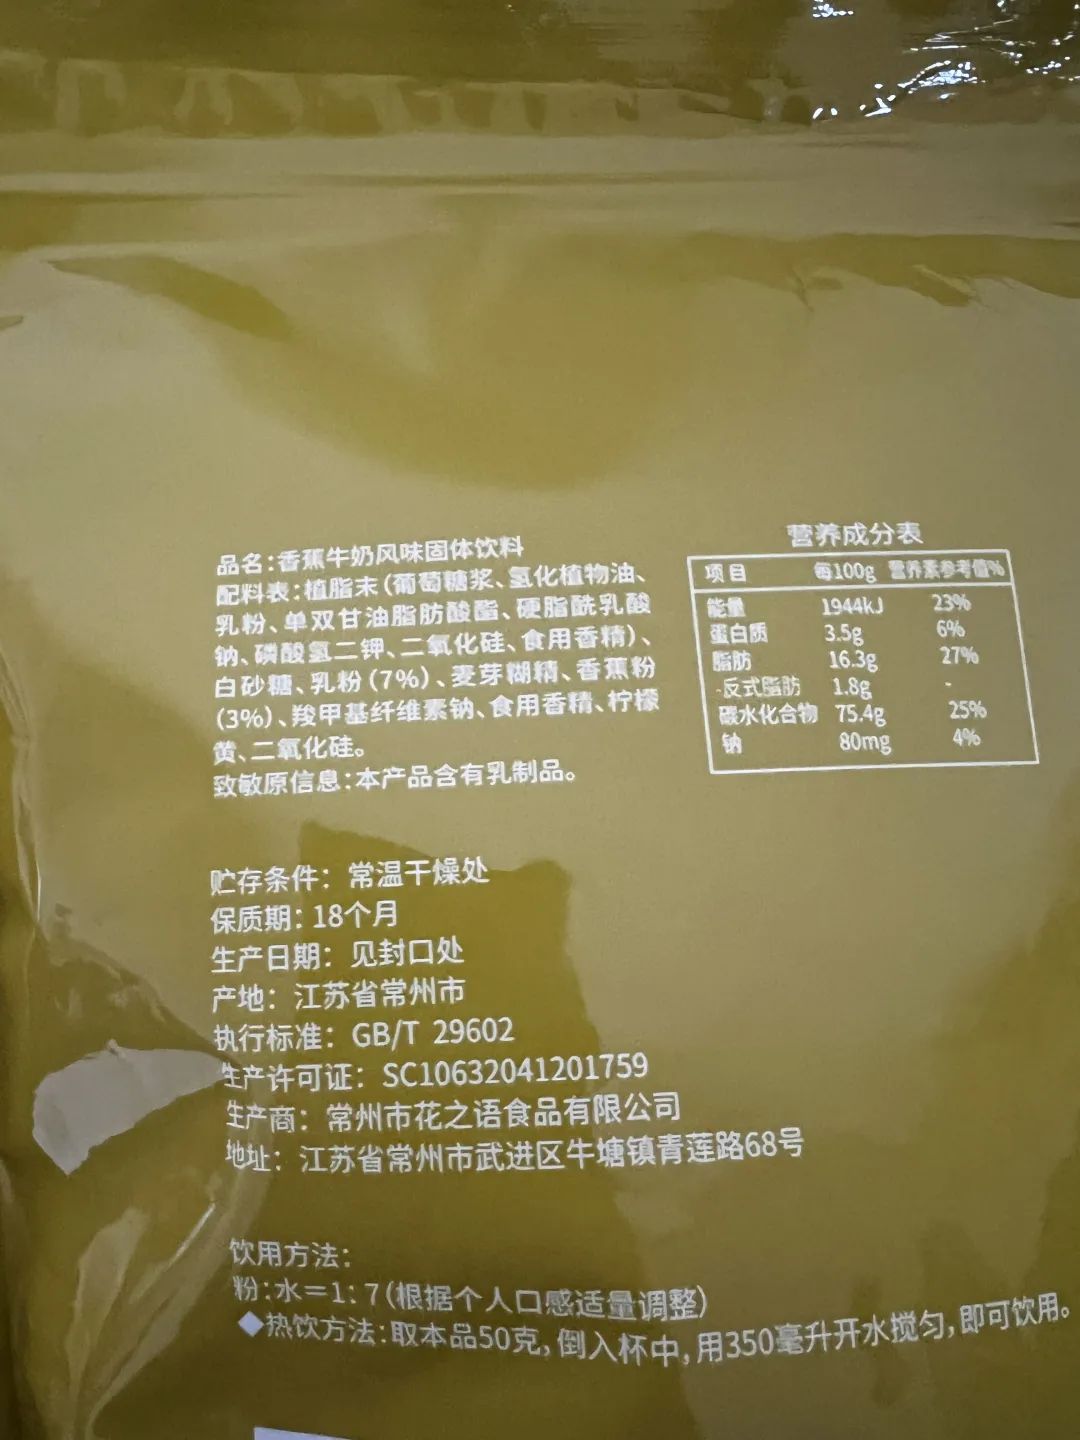 品名:香蕉牛奶风味固体饮料
配料表:植脂末(葡萄糖浆、氢化植物油、
乳粉、单双甘油脂肪酸酯、硬脂酰乳酸
钠、磷酸氢二钾、二氧化硅、食用香精)、
白砂糖、乳粉(7%)、麦芽糊精、香蕉粉
(3%)、羧甲基纤维素钠、食用香精、柠檬
黄、二氧化硅。
致敏原信息:本产品含有乳制品。
营养成分表
项目 每100g 营养素参考值%
能量 1944kJ 23%
蛋白质 3.5g 6%
脂肪 16.3g 27%
-反式脂肪 1.8g -
碳水化合物 75.4g 25%
钠 80mg 4%
贮存条件: 常温干燥处
保质期: 18个月
生产日期: 见封口处
产地: 江苏省常州市
执行标准: GB/T 29602
生产许可证: SC10632041201759
生产商: 常州市花之语食品有限公司
地址: 江苏省常州市武进区牛塘镇青莲路68号
饮用方法:
粉:水=1:7(根据个人口感适量调整)
◆热饮方法:取本品50克,倒入杯中,用350毫升开水搅匀,即可饮用。